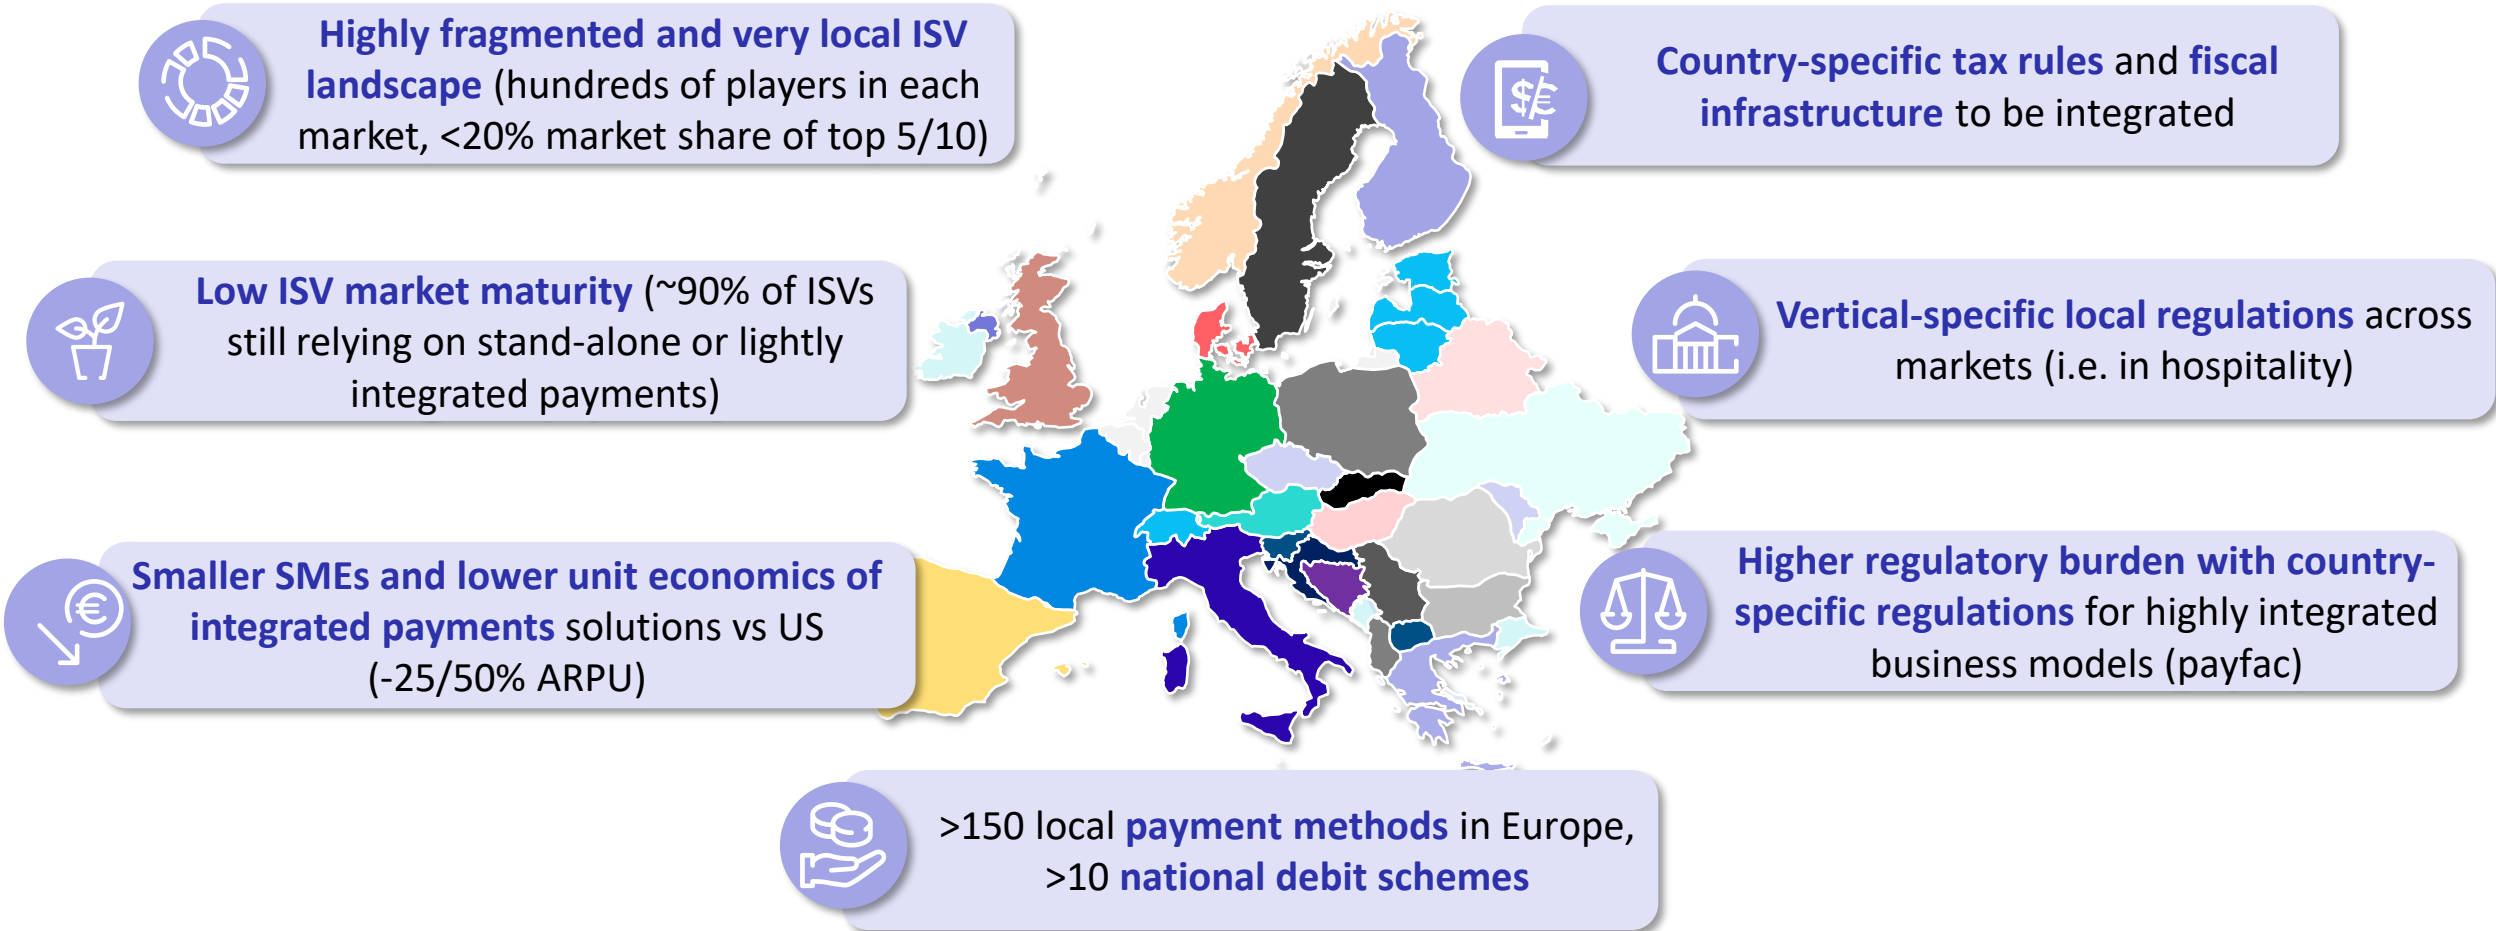 Highly fragmented and very local ISV
landscape (hundreds of players in each
market, <20% market share of top 5/10)
Country-specific tax rules and fiscal
infrastructure to be integrated
Low ISV market maturity (~90% of ISVs
still relying on stand-alone or lightly
integrated payments)
Vertical-specific local regulations across
markets (i.e. in hospitality)
Smaller SMEs and lower unit economics of
integrated payments solutions vs US
(-25/50% ARPU)
Higher regulatory burden with country-
specific regulations for highly integrated
business models (payfac)
>150 local payment methods in Europe,
>10 national debit schemes